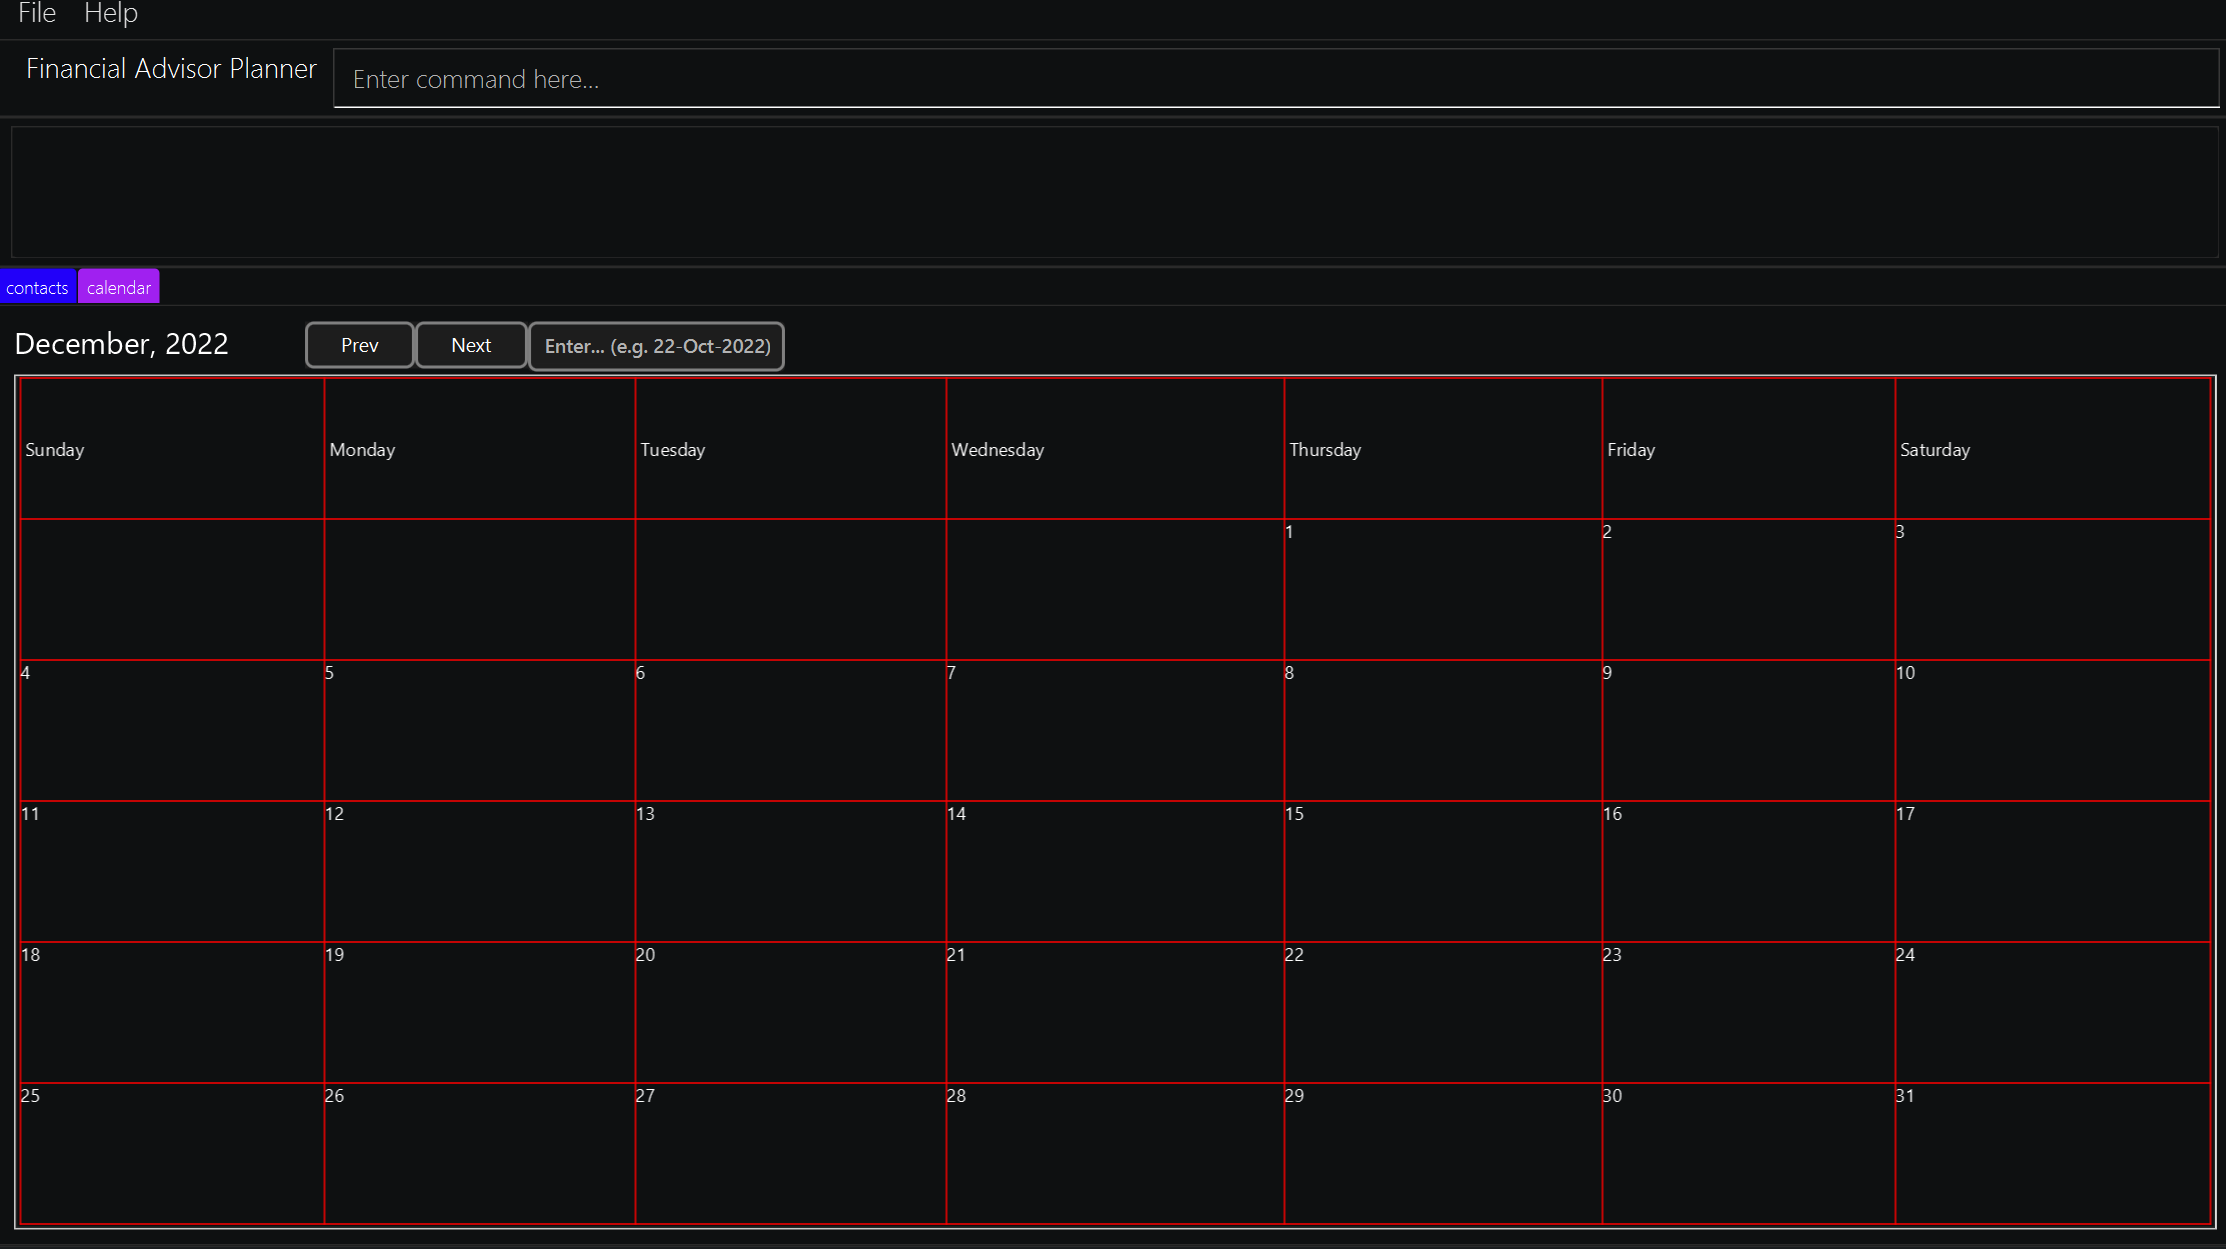 File Help
Financial Advisor Planner Enter command here...
contacts calendar
December, 2022 Prev Next Enter... (e.g. 22-Oct-2022)
Sunday Monday Tuesday Wednesday Thursday Friday Saturday
1 2 3
4 5 6 7 8 9 10
11 12 13 14 15 16 17
18 19 20 21 22 23 24
25 26 27 28 29 30 31